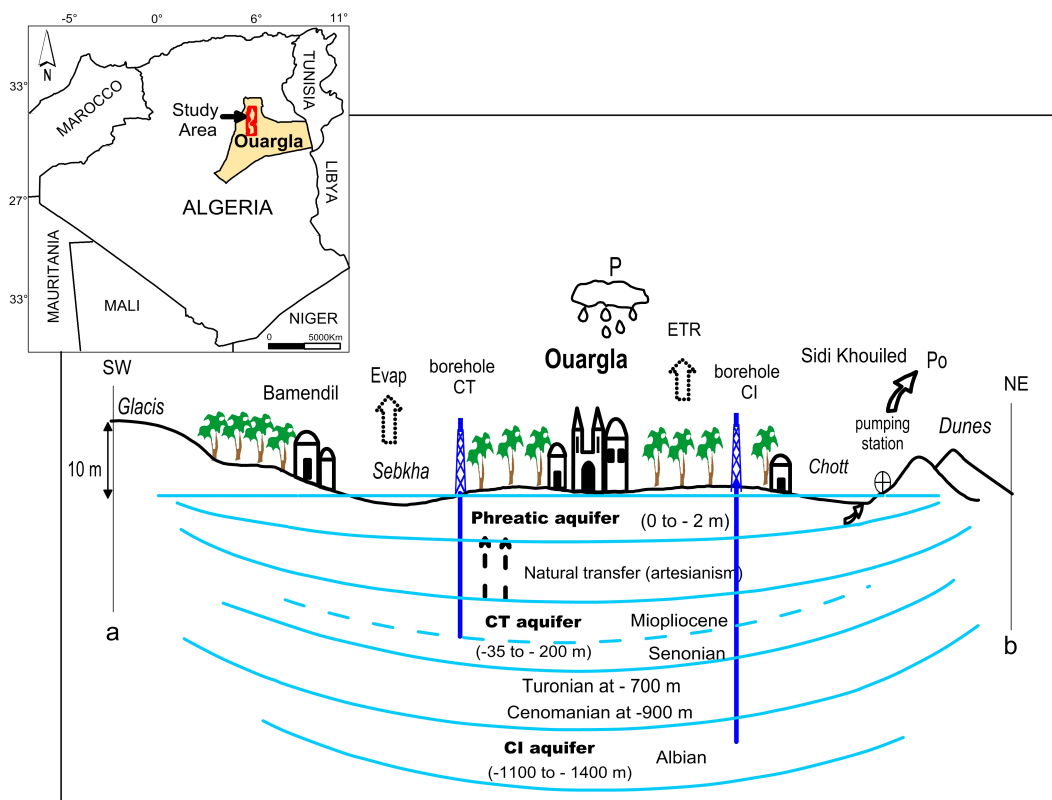 -5°
0°
6°
11°
N
33°
27°
33°
MAROCCO
TUNISIA
Study
Area
Ouargla
LIBYA
ALGERIA
MAURITANIA
MALI
NIGER
0 5000Km
P
ETR
Ouargla
Sidi Khouiled
Po
SW
NE
borehole
CT
borehole
CI
Evap
Bamendil
Glacis
pumping
station
Dunes
10 m
Sebkha
Chott
Phreatic aquifer (0 to - 2 m)
Natural transfer (artesianism)
CT aquifer
Miopliocene
(-35 to - 200 m)
Senonian
a
b
Turonian at - 700 m
Cenomanian at -900 m
CI aquifer
Albian
(-1100 to - 1400 m)